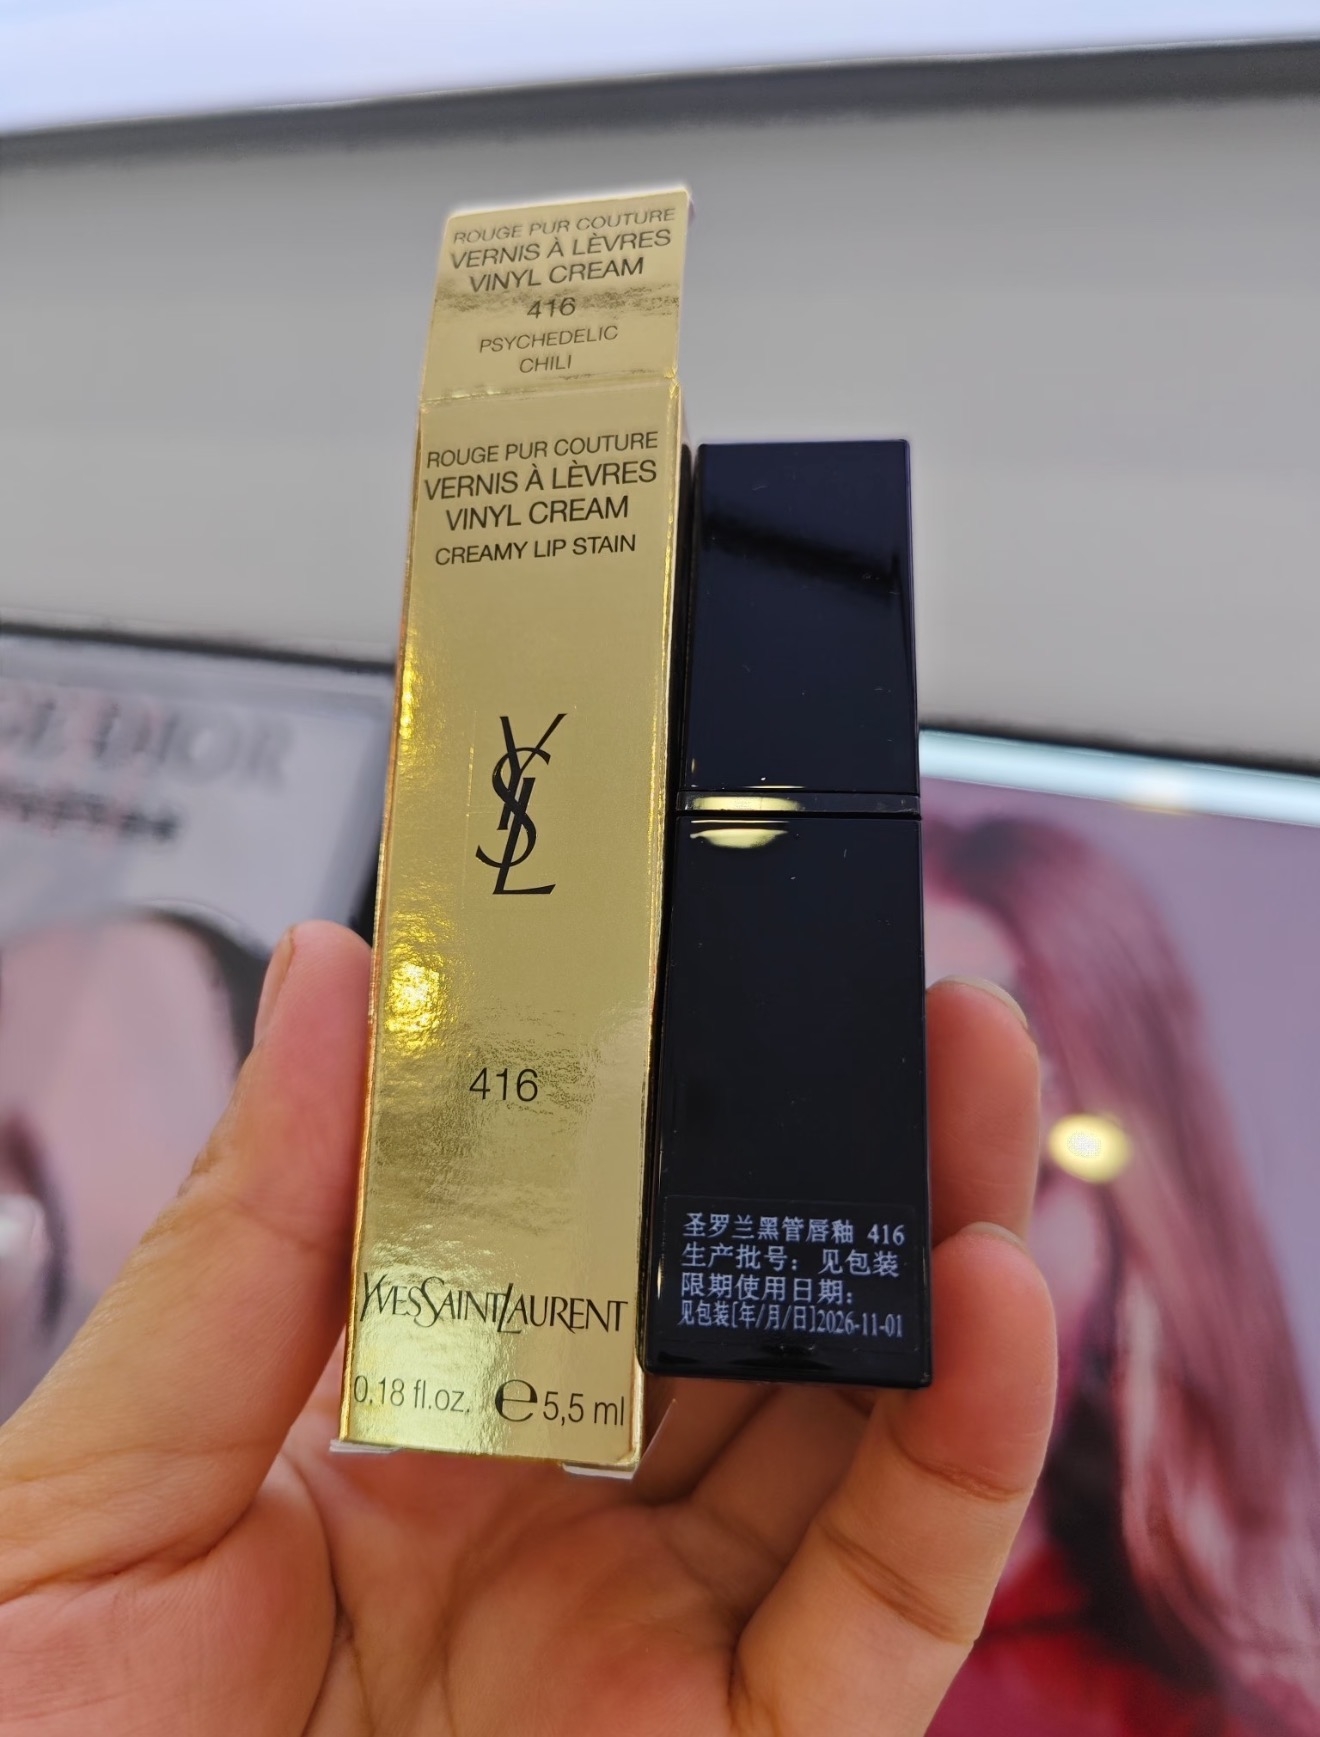 ROUGE PUR COUTURE
VERNIS À LÈVRES
VINYL CREAM
416
PSYCHEDELIC
CHILI
ROUGE PUR COUTURE
VERNIS À LÈVRES
VINYL CREAM
CREAMY LIP STAIN
YSL
416
YVESSAINTLAURENT
0.18 fl.oz. ℮ 5,5 ml
圣罗兰黑管唇釉 416
生产批号：见包装
限期使用日期：
见包装[年/月/日]2026-11-01
DIOR